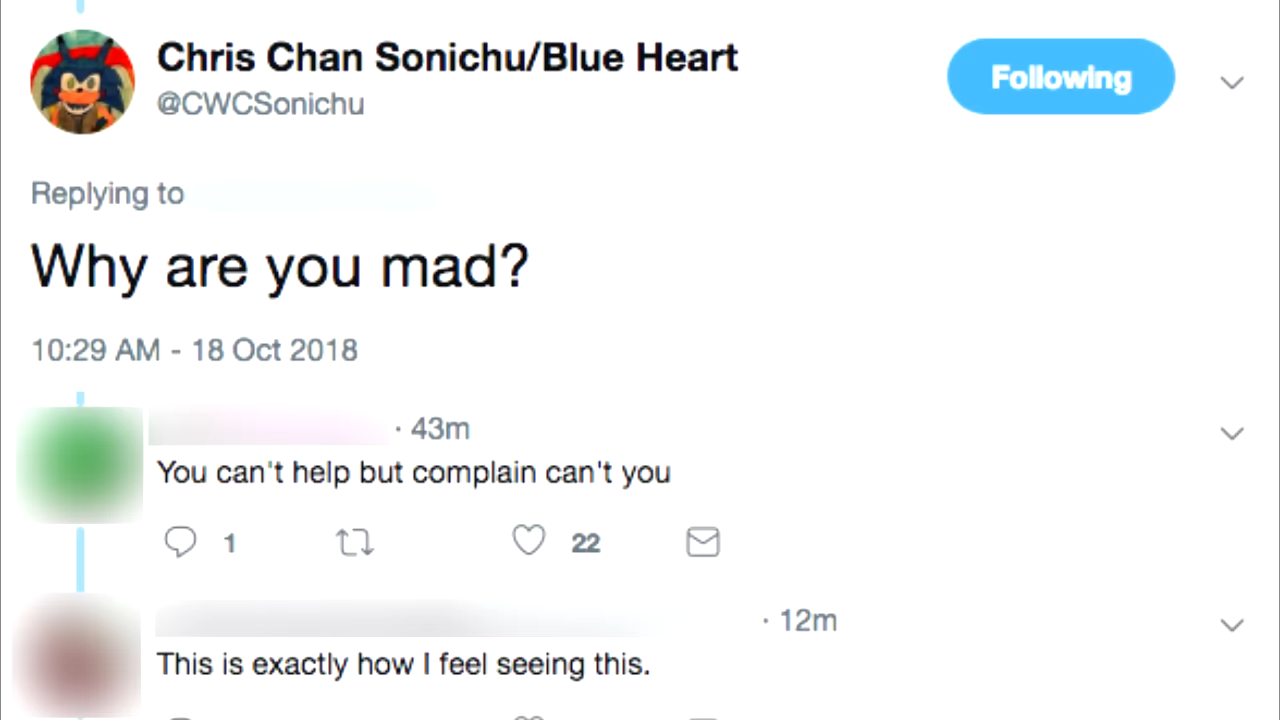 Chris Chan Sonichu/Blue Heart
Following
@CWCSonichu
Replying to
Why are you mad?
10:29 AM - 18 Oct 2018
· 43m
You can't help but complain can't you
1
22
· 12m
This is exactly how I feel seeing this.